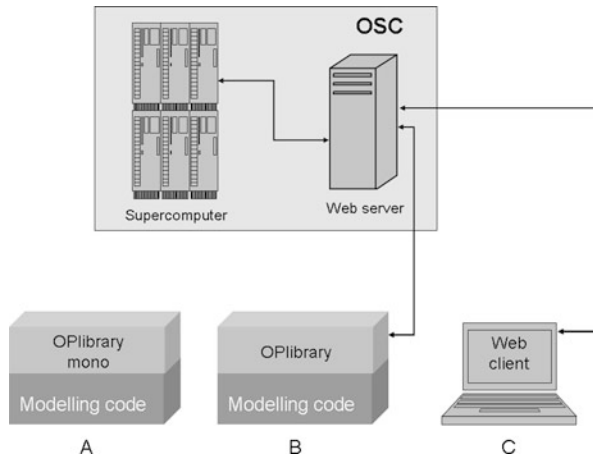 OSC
Supercomputer
Web server
OPlibrary
mono
Modelling code
OPlibrary
Modelling code
Web
client
A
B
C